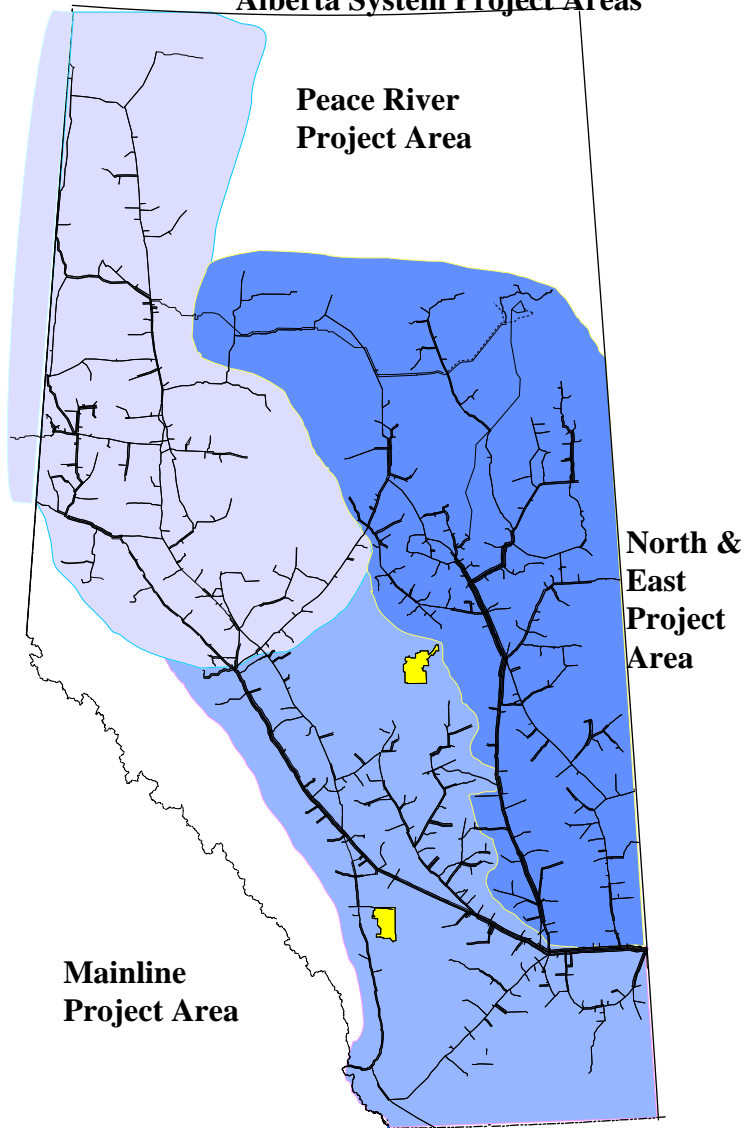 Alberta System Project Areas
Peace River
Project Area
North &
East
Project
Area
Mainline
Project Area